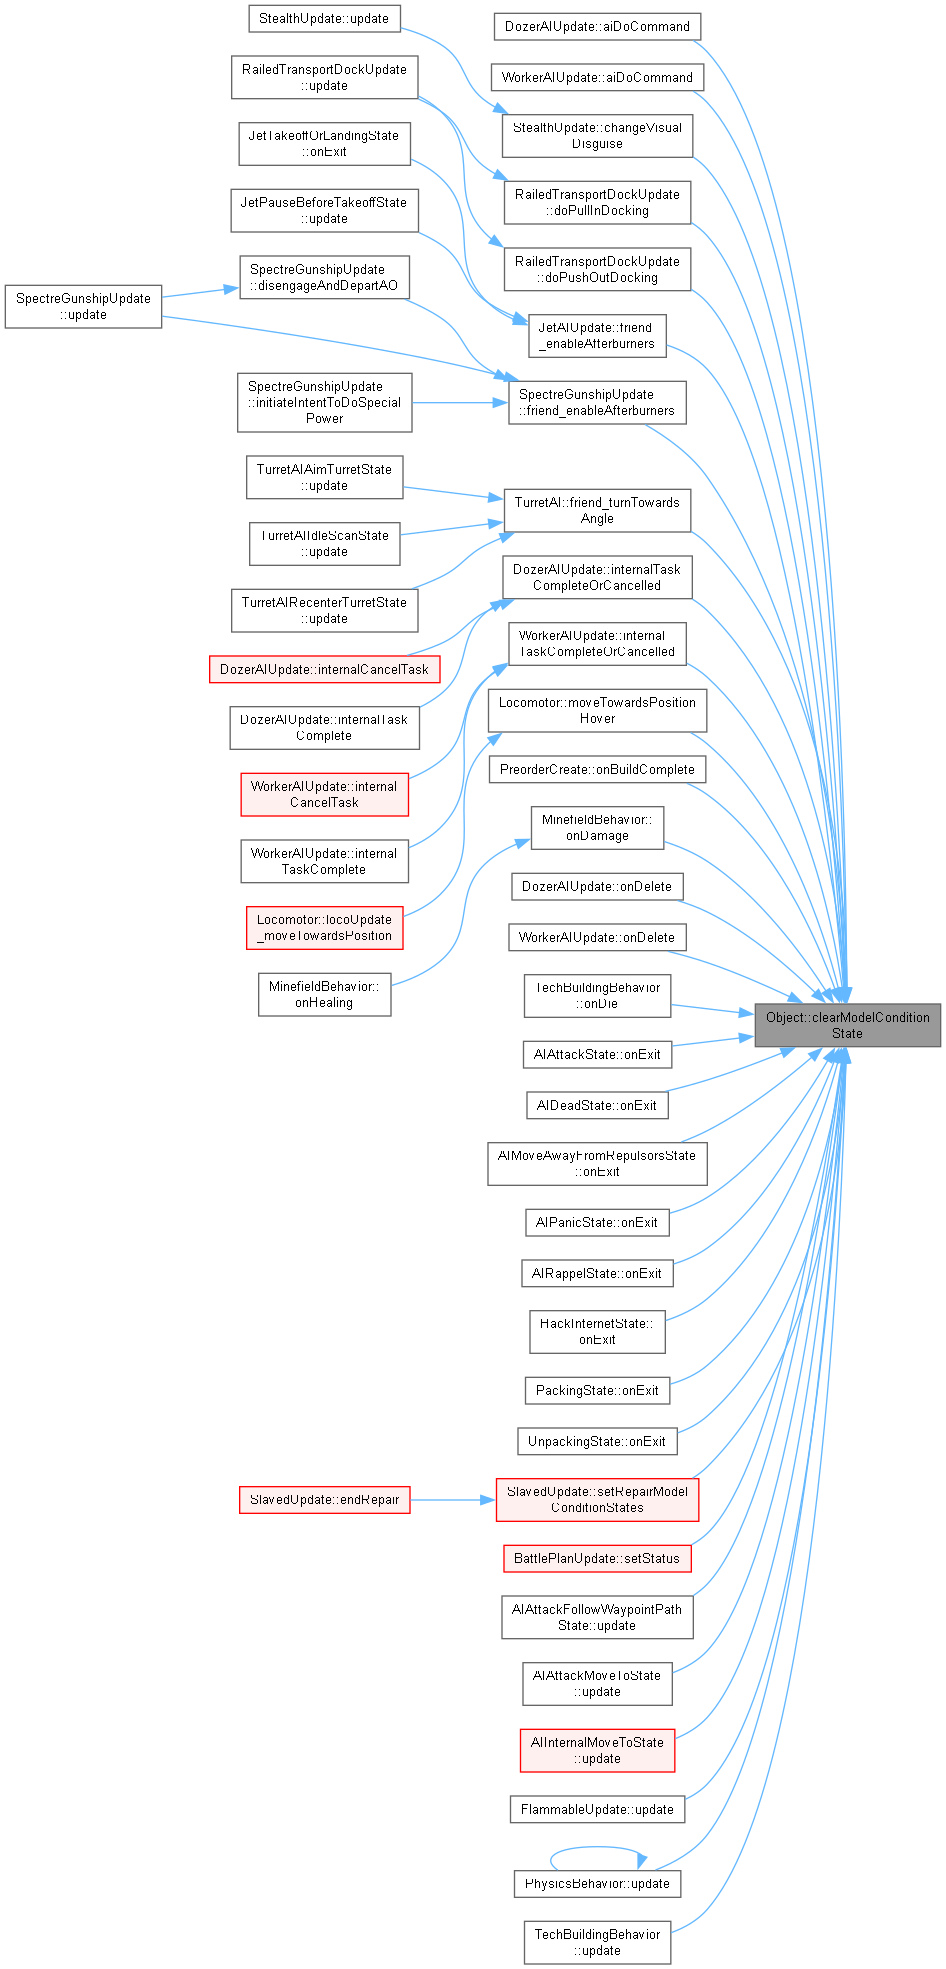 StealthUpdate::update
DozerAIUpdate::aiDoCommand
RailedTransportDockUpdate
::update
WorkerAIUpdate::aiDoCommand
StealthUpdate::changeVisual
Disguise
JetTakeoffOrLandingState
::onExit
RailedTransportDockUpdate
::doPullInDocking
JetPauseBeforeTakeoffState
::update
RailedTransportDockUpdate
::doPushOutDocking
SpectreGunshipUpdate
::disengageAndDepartAO
SpectreGunshipUpdate
::update
JetAIUpdate::friend
_enableAfterburners
SpectreGunshipUpdate
::initiateIntentToDoSpecial
Power
SpectreGunshipUpdate
::friend_enableAfterburners
TurretAIAimTurretState
::update
TurretAI::friend_turnTowards
Angle
TurretAIIdleScanState
::update
DozerAIUpdate::internalTask
CompleteOrCancelled
TurretAIRecenterTurretState
::update
WorkerAIUpdate::internal
TaskCompleteOrCancelled
DozerAIUpdate::internalCancelTask
Locomotor::moveTowardsPosition
Hover
DozerAIUpdate::internalTask
Complete
PreorderCreate::onBuildComplete
WorkerAIUpdate::internal
CancelTask
MinefieldBehavior::
onDamage
WorkerAIUpdate::internal
TaskComplete
DozerAIUpdate::onDelete
Locomotor::locoUpdate
_moveTowardsPosition
WorkerAIUpdate::onDelete
MinefieldBehavior::
onHealing
TechBuildingBehavior
::onDie
Object::clearModelCondition
State
AIAttackState::onExit
AIDeadState::onExit
AIMoveAwayFromRepulsorsState
::onExit
AIPanicState::onExit
AIRappelState::onExit
HackInternetState::
onExit
PackingState::onExit
UnpackingState::onExit
SlavedUpdate::endRepair
SlavedUpdate::setRepairModel
ConditionStates
BattlePlanUpdate::setStatus
AIAttackFollowWaypointPath
State::update
AIAttackMoveToState
::update
AIInternalMoveToState
::update
FlammableUpdate::update
PhysicsBehavior::update
TechBuildingBehavior
::update